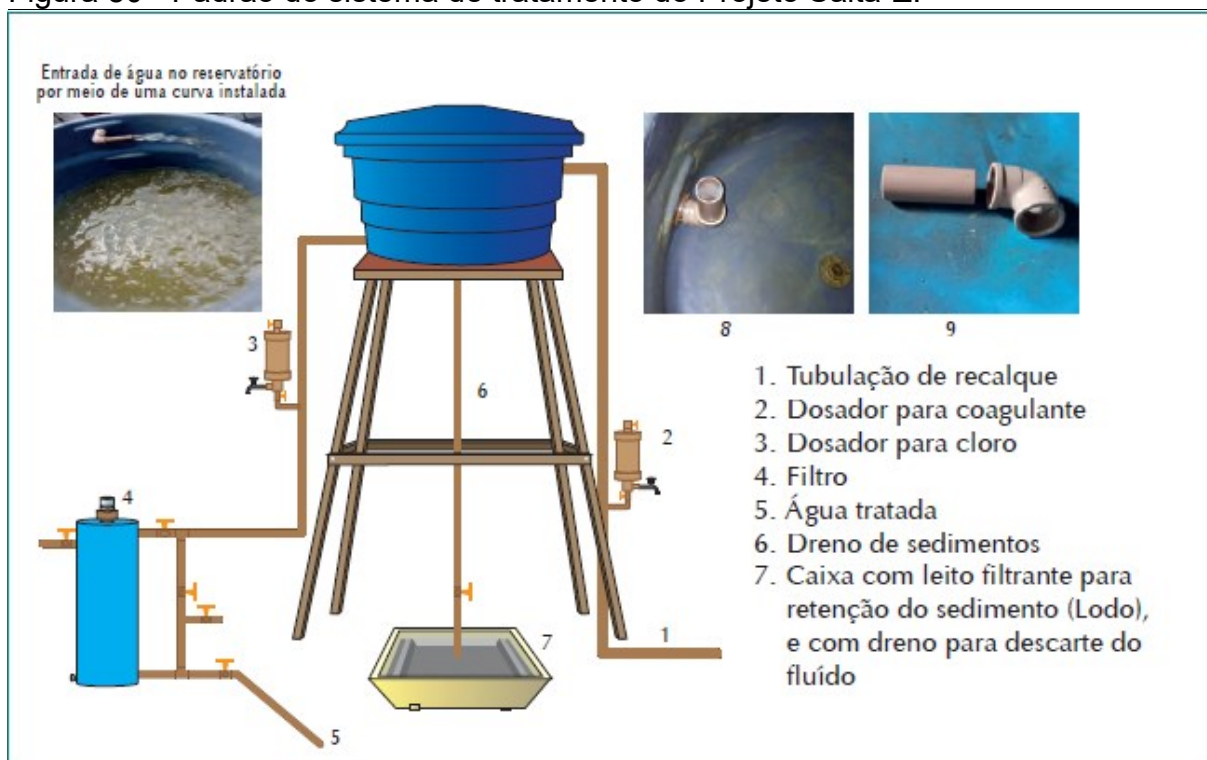 Entrada de água no reservatório
por meio de uma curva instalada
3
6
2
4
7
1
5
8
9
1. Tubulação de recalque
2. Dosador para coagulante
3. Dosador para cloro
4. Filtro
5. Água tratada
6. Dreno de sedimentos
7. Caixa com leito filtrante para
retenção do sedimento (Lodo),
e com dreno para descarte do
fluído